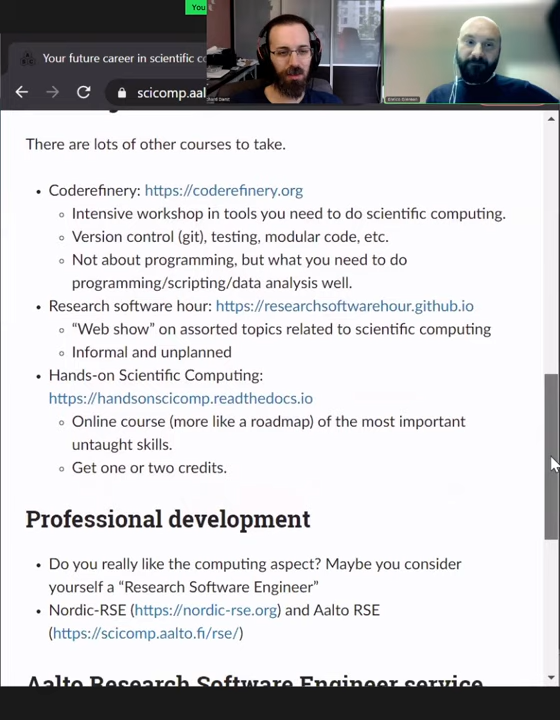 You
Your future career in scientific co
scicomp.aal
There are lots of other courses to take.
• Coderefinery: https://coderefinery.org
◦ Intensive workshop in tools you need to do scientific computing.
◦ Version control (git), testing, modular code, etc.
◦ Not about programming, but what you need to do
programming/scripting/data analysis well.
• Research software hour: https://researchsoftwarehour.github.io
◦ “Web show” on assorted topics related to scientific computing
◦ Informal and unplanned
• Hands-on Scientific Computing:
https://handsonscicomp.readthedocs.io
◦ Online course (more like a roadmap) of the most important
untaught skills.
◦ Get one or two credits.
Professional development
• Do you really like the computing aspect? Maybe you consider
yourself a “Research Software Engineer”
• Nordic-RSE (https://nordic-rse.org) and Aalto RSE
(https://scicomp.aalto.fi/rse/)
Aalto Research Software Engineer service